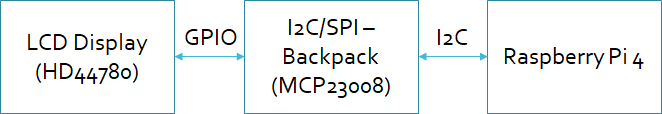 LCD Display
(HD44780)
GPIO
I2C/SPI –
Backpack
(MCP23008)
I2C
Raspberry Pi 4